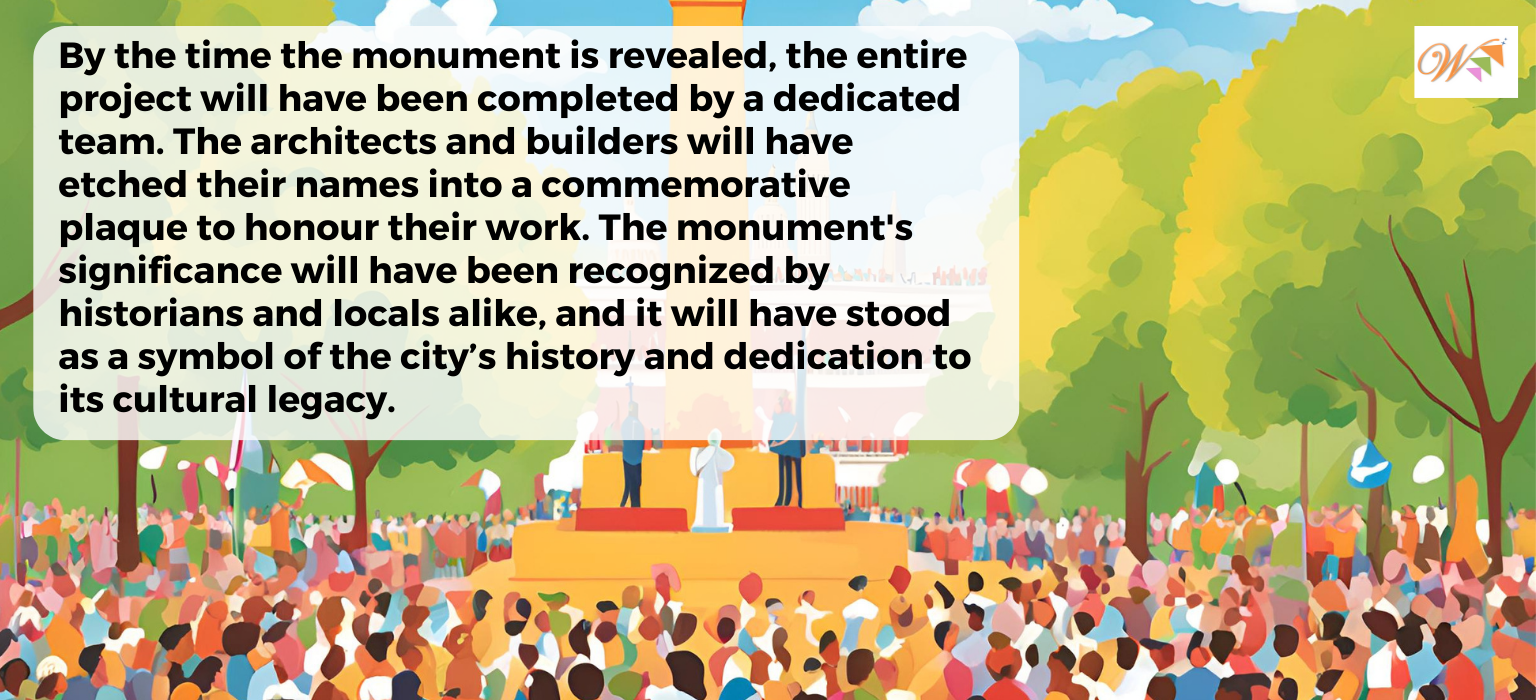 By the time the monument is revealed, the entire
project will have been completed by a dedicated
team. The architects and builders will have
etched their names into a commemorative
plaque to honour their work. The monument's
significance will have been recognized by
historians and locals alike, and it will have stood
as a symbol of the city’s history and dedication to
its cultural legacy.
W